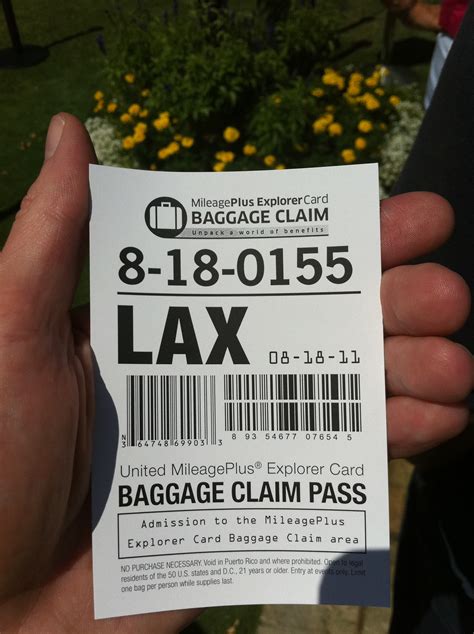 MileagePlus ExplorerCard
BAGGAGE CLAIM
Unpack a world of benefits
8-18-0155
LAX 08-18-11
N 3 64748 69903 3 8 93 54677 07654 5
United MileagePlus® Explorer Card
BAGGAGE CLAIM PASS
Admission to the MileagePlus
Explorer Card Baggage Claim area
NO PURCHASE NECESSARY. Void in Puerto Rico and where prohibited. Open to legal
residents of the 50 U.S. states and D.C., 21 years or older. Entry at events only. Limit
one bag per person while supplies last.